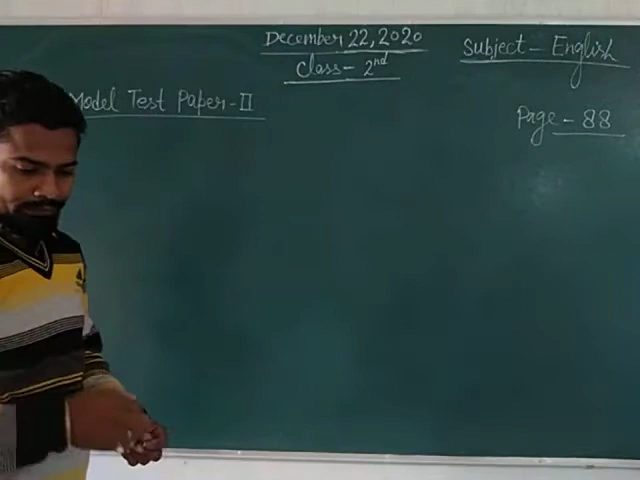 December 22, 2020
Class - 2nd
Subject - English
Model Test Paper - II
Page - 88